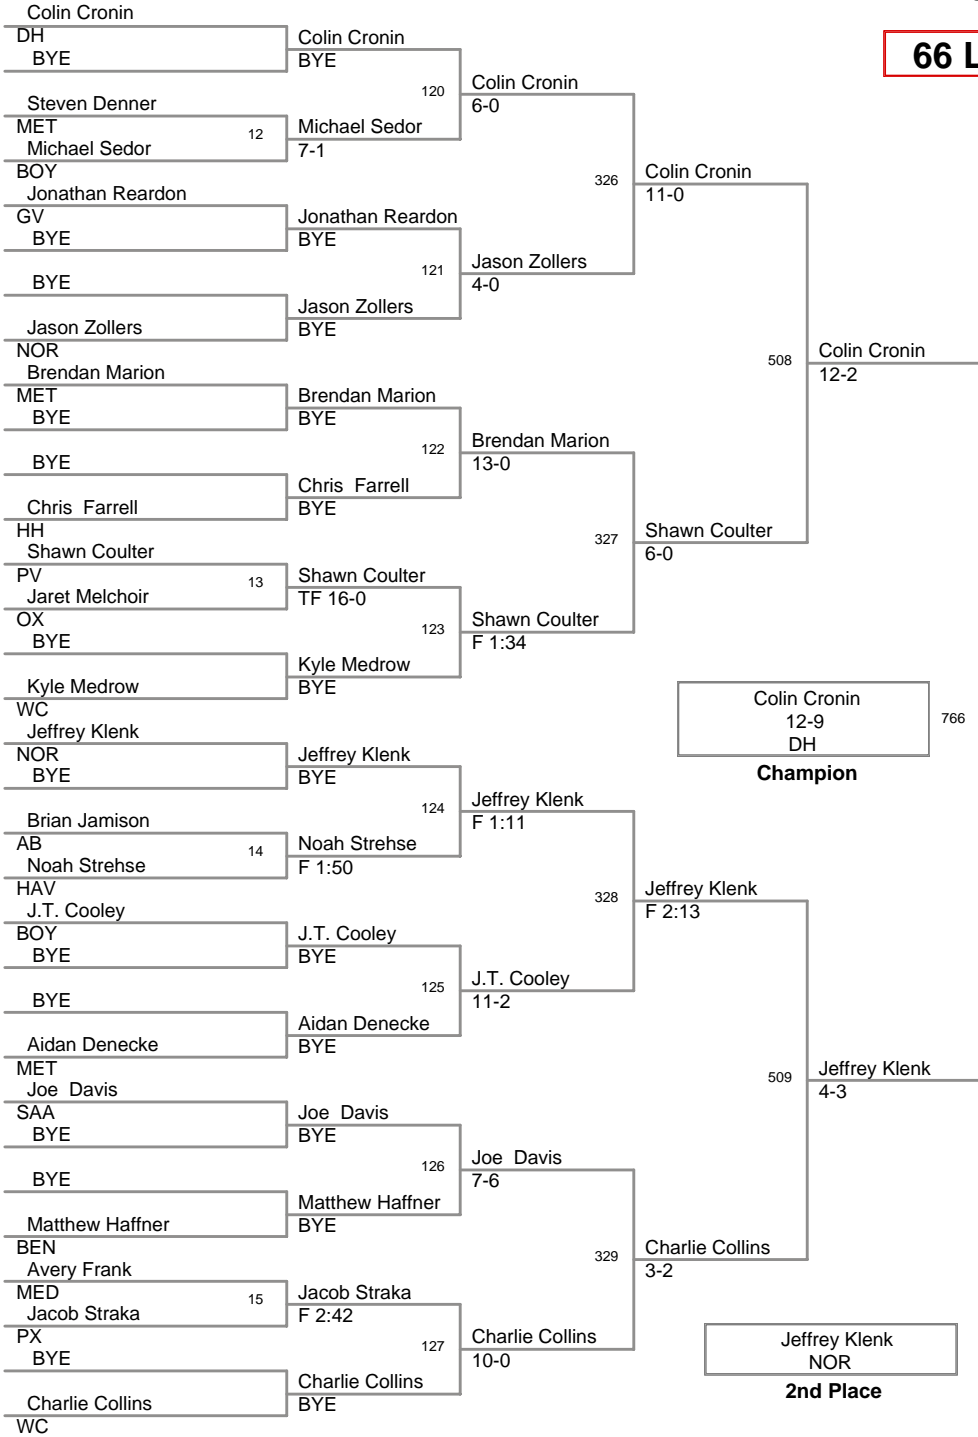 Colin Cronin
DH
BYE
Colin Cronin
BYE
66 L
120
Colin Cronin
6-0
Steven Denner
MET
Michael Sedor
BOY
12
Michael Sedor
7-1
Jonathan Reardon
GV
BYE
Jonathan Reardon
BYE
326
Colin Cronin
11-0
121
Jason Zollers
4-0
BYE
Jason Zollers
NOR
Jason Zollers
BYE
Brendan Marion
MET
BYE
Brendan Marion
BYE
508
Colin Cronin
12-2
122
Brendan Marion
13-0
BYE
Chris Farrell
HH
Chris Farrell
BYE
327
Shawn Coulter
6-0
Shawn Coulter
PV
Jaret Melchoir
OX
13
Shawn Coulter
TF 16-0
123
Shawn Coulter
F 1:34
BYE
Kyle Medrow
WC
Kyle Medrow
BYE
Colin Cronin
12-9
DH
766
Champion
Jeffrey Klenk
NOR
BYE
Jeffrey Klenk
BYE
124
Jeffrey Klenk
F 1:11
Brian Jamison
AB
Noah Strehse
HAV
14
Noah Strehse
F 1:50
328
Jeffrey Klenk
F 2:13
J.T. Cooley
BOY
BYE
J.T. Cooley
BYE
125
J.T. Cooley
11-2
BYE
Aidan Denecke
MET
Aidan Denecke
BYE
509
Jeffrey Klenk
4-3
Joe Davis
SAA
BYE
Joe Davis
BYE
126
Joe Davis
7-6
BYE
Matthew Haffner
BEN
Matthew Haffner
BYE
329
Charlie Collins
3-2
Avery Frank
MED
Jacob Straka
PX
15
Jacob Straka
F 2:42
127
Charlie Collins
10-0
BYE
Charlie Collins
WC
Charlie Collins
BYE
Jeffrey Klenk
NOR
2nd Place